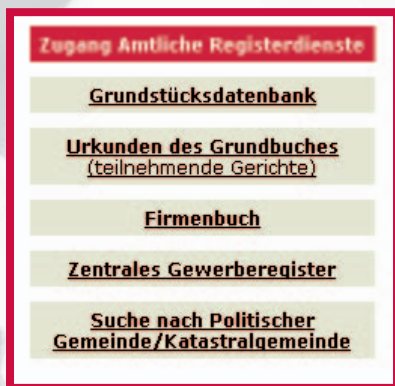 Zugang Amtliche Registerdienste
Grundstücksdatenbank
Urkunden des Grundbuches
(teilnehmende Gerichte)
Firmenbuch
Zentrales Gewerberegister
Suche nach Politischer
Gemeinde/Katastralgemeinde